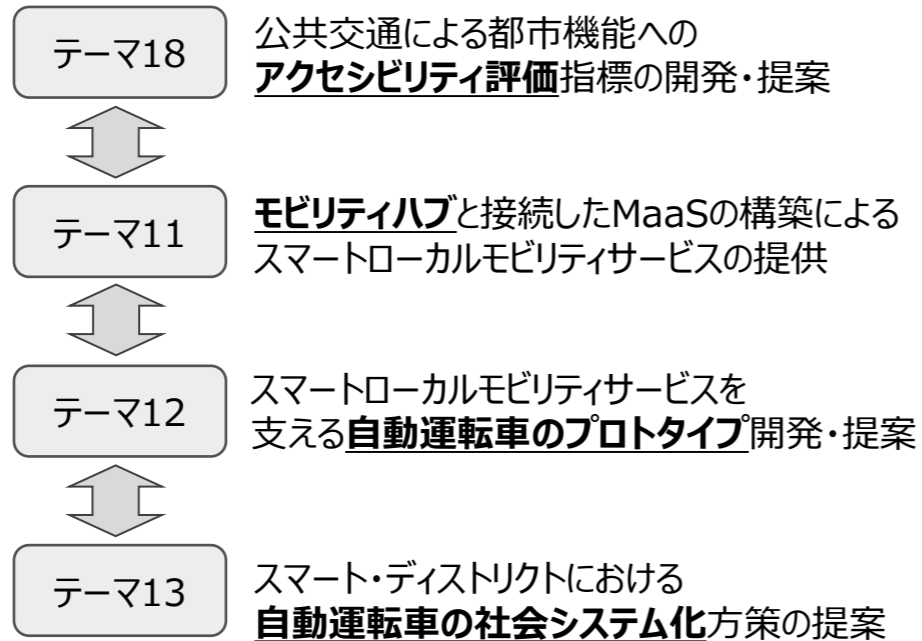 テーマ18
公共交通による都市機能への
アクセシビリティ評価指標の開発・提案
テーマ11
モビリティハブと接続したMaaSの構築による
スマートローカルモビリティサービスの提供
テーマ12
スマートローカルモビリティサービスを
支える自動運転車のプロトタイプ開発・提案
テーマ13
スマート・ディストリクトにおける
自動運転車の社会システム化方策の提案